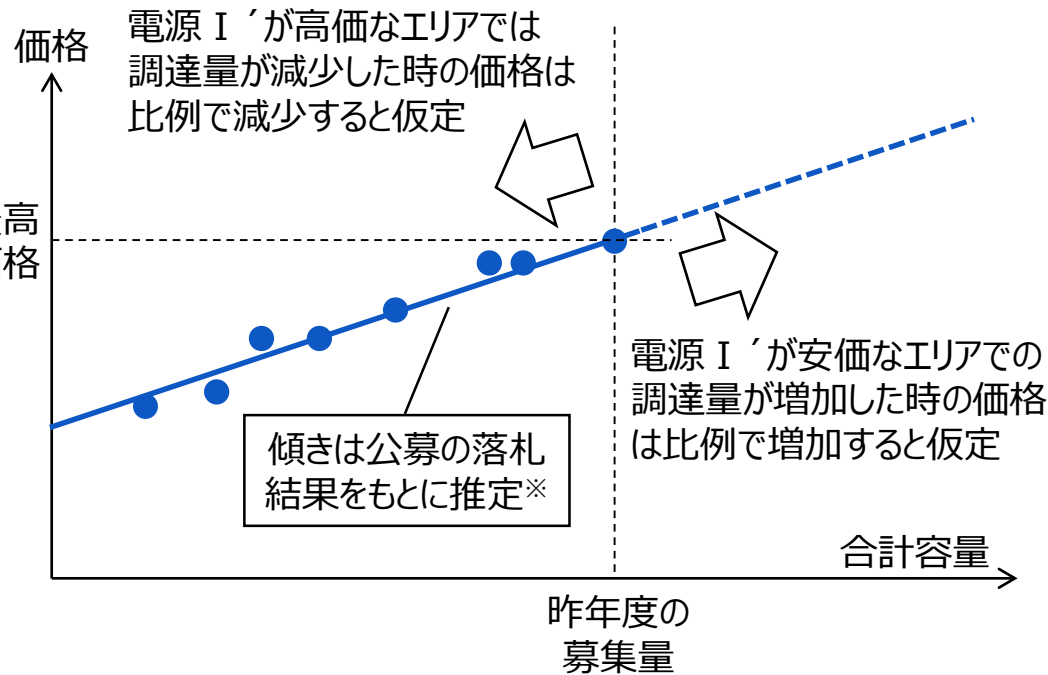 電源Ⅰ´が高価なエリアでは
調達量が減少した時の価格は
比例で減少すると仮定
価格
高
格
電源Ⅰ´が安価なエリアでの
調達量が増加した時の価格
は比例で増加すると仮定
傾きは公募の落札
結果をもとに推定※
合計容量
昨年度の
募集量